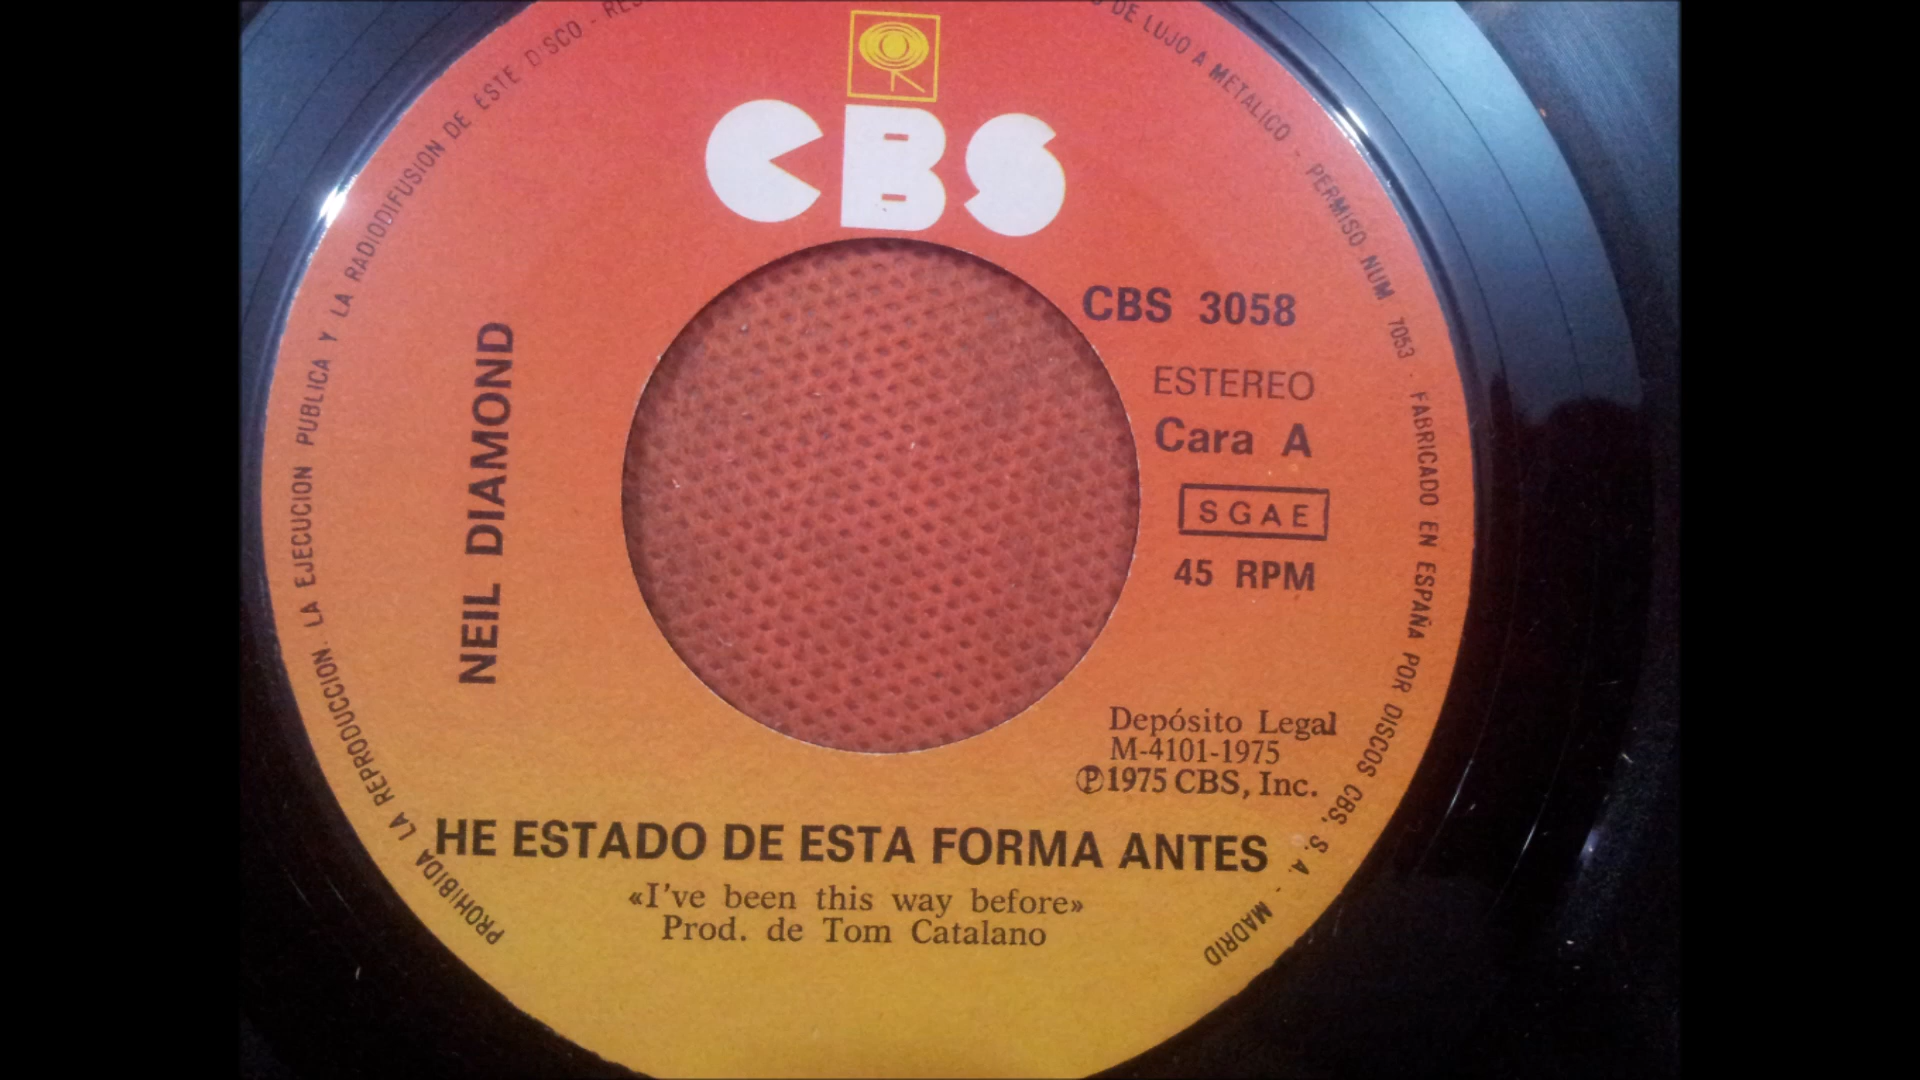 CBS
CBS 3058
ESTEREO
Cara A
SGAE
45 RPM
NEIL DIAMOND
Depósito Legal
M-4101-1975
Ⓟ1975 CBS, Inc.
HE ESTADO DE ESTA FORMA ANTES
«I've been this way before»
Prod. de Tom Catalano
PROHIBIDA LA REPRODUCCION. LA EJECUCION PUBLICA Y LA RADIODIFUSION DE ESTE DISCO -
DE LUJO A METALICO - PERMISO NUM 7053 - FABRICADO EN ESPAÑA POR DISCOS CBS, S. A. - MADRID